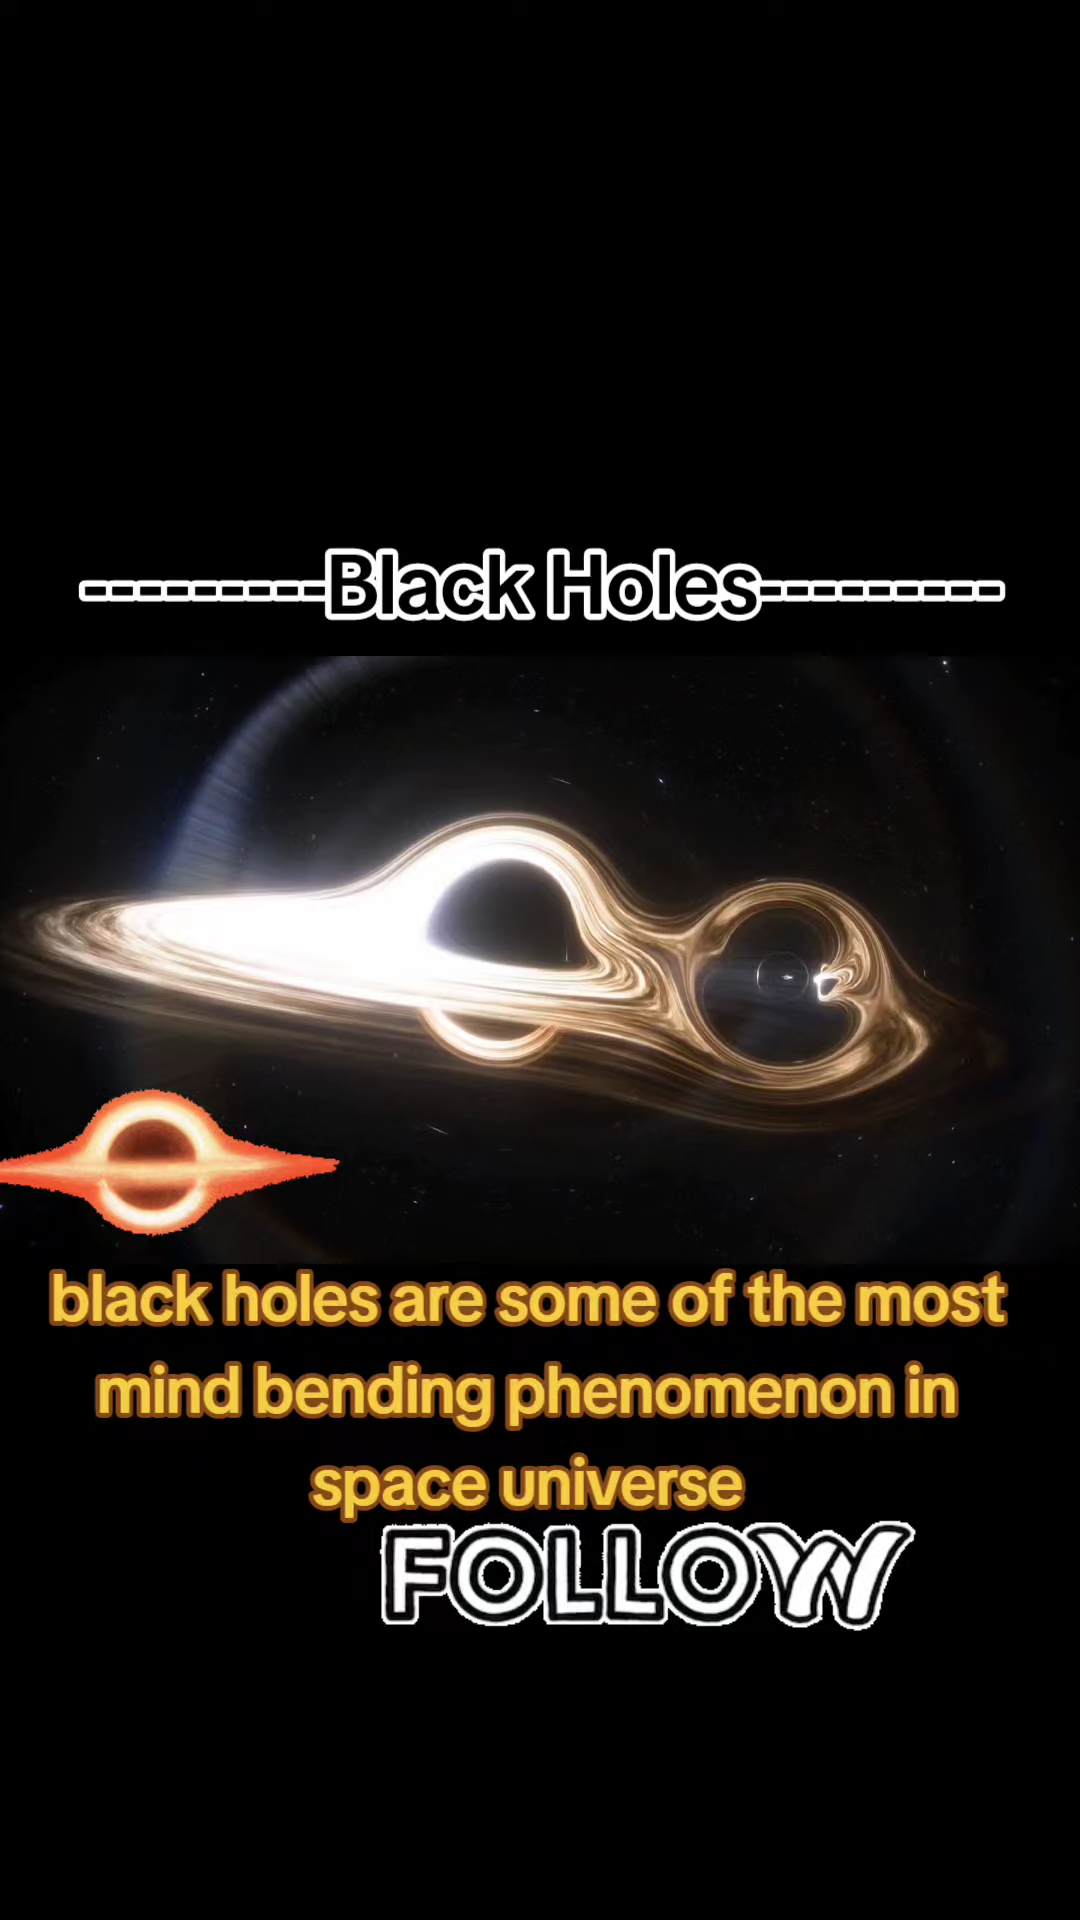 ---------Black Holes---------
black holes are some of the most
mind bending phenomenon in
space universe
FOLLOW